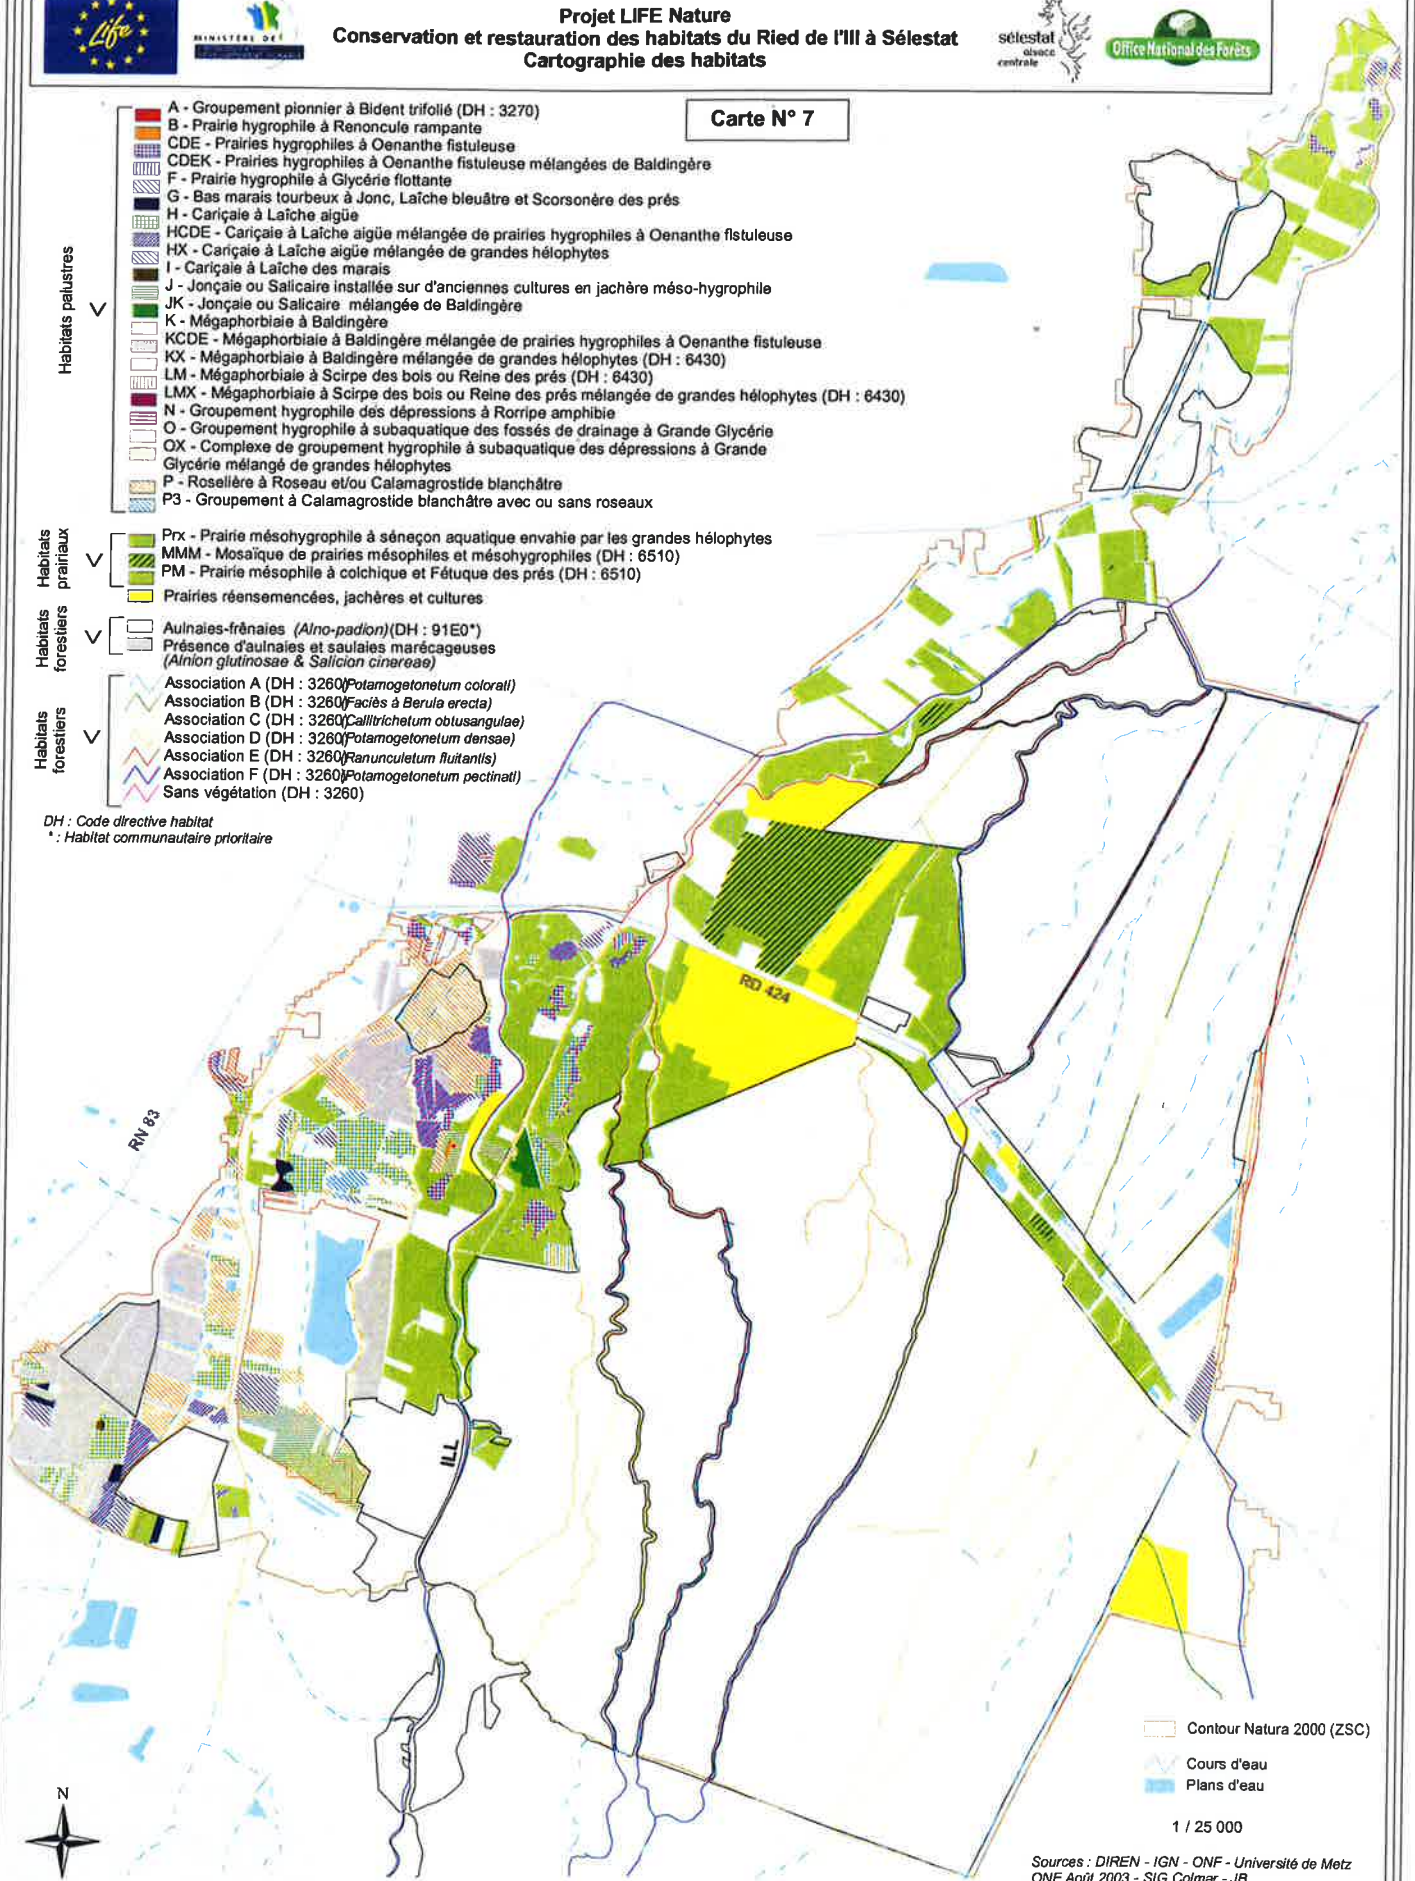 Life
MINISTÈRE DE
Projet LIFE Nature
Conservation et restauration des habitats du Ried de l'Ill à Sélestat
Cartographie des habitats
sélestat
alsace
centrale
Office National des Forêts
Carte N° 7
Habitats palustres
A - Groupement pionnier à Bident trifolié (DH : 3270)
B - Prairie hygrophile à Renoncule rampante
CDE - Prairies hygrophiles à Oenanthe fistuleuse
CDEK - Prairies hygrophiles à Oenanthe fistuleuse mélangées de Baldingère
F - Prairie hygrophile à Glycérie flottante
G - Bas marais tourbeux à Jonc, Laîche bleuâtre et Scorsonère des prés
H - Cariçaie à Laîche aigüe
HCDE - Cariçaie à Laîche aigüe mélangée de prairies hygrophiles à Oenanthe fistuleuse
HX - Cariçaie à Laîche aigüe mélangée de grandes hélophytes
I - Cariçaie à Laîche des marais
J - Jonçaie ou Salicaire installée sur d'anciennes cultures en jachère méso-hygrophile
JK - Jonçaie ou Salicaire mélangée de Baldingère
K - Mégaphorbiaie à Baldingère
KCDE - Mégaphorbiaie à Baldingère mélangée de prairies hygrophiles à Oenanthe fistuleuse
KX - Mégaphorbiaie à Baldingère mélangée de grandes hélophytes (DH : 6430)
LM - Mégaphorbiaie à Scirpe des bois ou Reine des prés (DH : 6430)
LMX - Mégaphorbiaie à Scirpe des bois ou Reine des prés mélangée de grandes hélophytes (DH : 6430)
N - Groupement hygrophile des dépressions à Rorripe amphibie
O - Groupement hygrophile à subaquatique des fossés de drainage à Grande Glycérie
OX - Complexe de groupement hygrophile à subaquatique des dépressions à Grande
Glycérie mélangé de grandes hélophytes
P - Roselière à Roseau et/ou Calamagrostide blanchâtre
P3 - Groupement à Calamagrostide blanchâtre avec ou sans roseaux
Habitats
prairiaux
Prx - Prairie mésohygrophile à séneçon aquatique envahie par les grandes hélophytes
MMM - Mosaïque de prairies mésophiles et mésohygrophiles (DH : 6510)
PM - Prairie mésophile à colchique et Fétuque des prés (DH : 6510)
Prairies réensemencées, jachères et cultures
Habitats
forestiers
Aulnaies-frênaies (Alno-padion)(DH : 91E0*)
Présence d'aulnaies et saulaies marécageuses
(Alnion glutinosae & Salicion cinereae)
Habitats
forestiers
Association A (DH : 3260)(Potamogetonetum colorati)
Association B (DH : 3260)(Faciès à Berula erecta)
Association C (DH : 3260)(Callitrichetum obtusangulae)
Association D (DH : 3260)(Potamogetonetum densae)
Association E (DH : 3260)(Ranunculetum fluitantis)
Association F (DH : 3260)(Potamogetonetum pectinati)
Sans végétation (DH : 3260)
DH : Code directive habitat
* : Habitat communautaire prioritaire
RD 424
RN 83
ILL
N
Contour Natura 2000 (ZSC)
Cours d'eau
Plans d'eau
1 / 25 000
Sources : DIREN - IGN - ONF - Université de Metz
ONF Août 2003 - SIG Colmar - JB